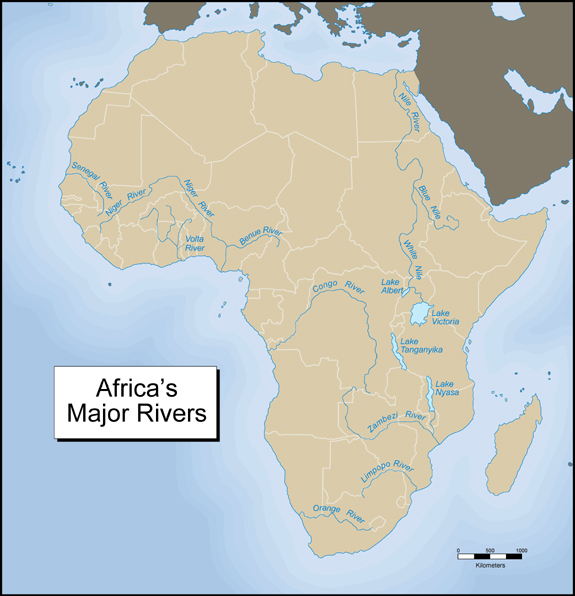 Nile River
Senegal River
Niger River
Niger River
Blue Nile
Volta
River
Benue River
White Nile
Lake
Albert
Congo River
Lake
Victoria
Lake
Tanganyika
Africa's
Major Rivers
Lake
Nyasa
Zambezi River
Limpopo River
Orange River
0 500 1000
Kilometers